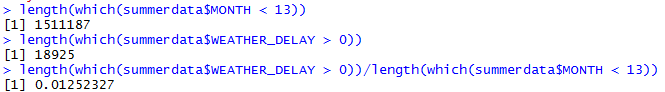 > length(which(summerdata$MONTH < 13))
[1] 1511187
> length(which(summerdata$WEATHER_DELAY > 0))
[1] 18925
> length(which(summerdata$WEATHER_DELAY > 0))/length(which(summerdata$MONTH < 13))
[1] 0.01252327